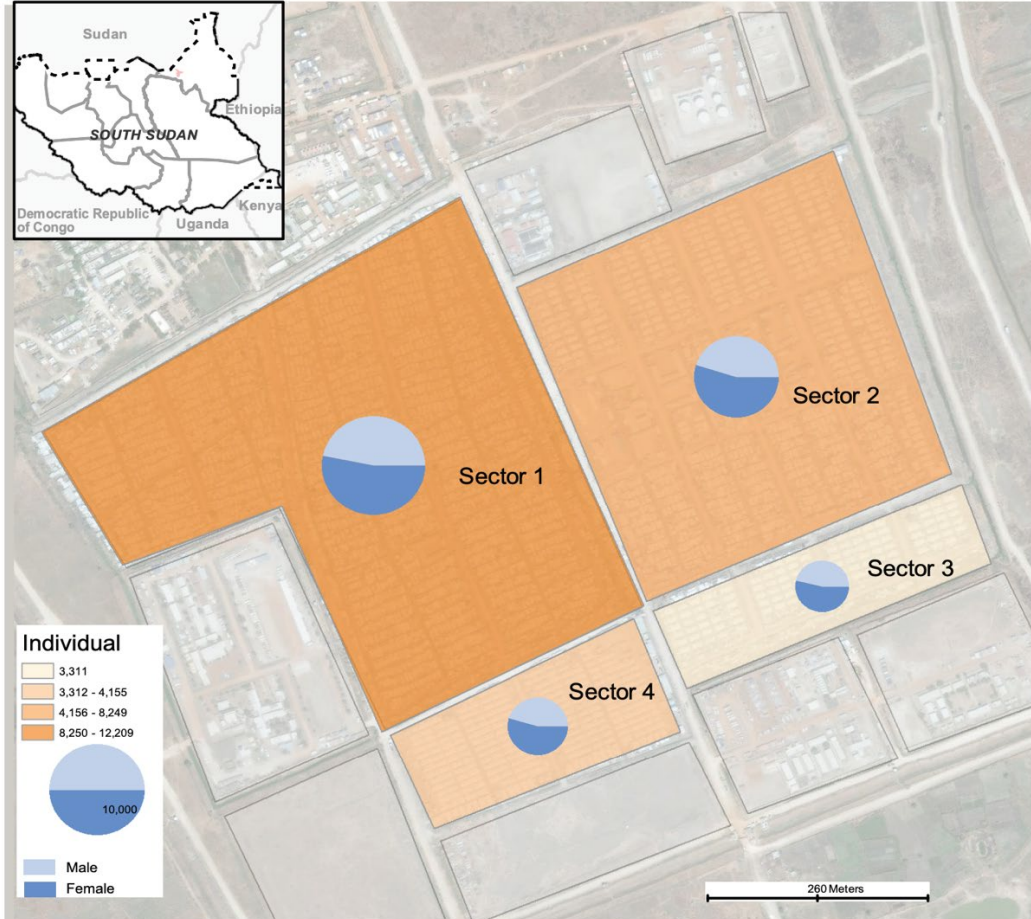 Sudan
Ethiopia
SOUTH SUDAN
Democratic Republic
of Congo
Uganda
Kenya
Sector 1
Sector 2
Sector 3
Sector 4
Individual
3,311
3,312 - 4,155
4,156 - 8,249
8,250 - 12,209
10,000
Male
Female
260 Meters